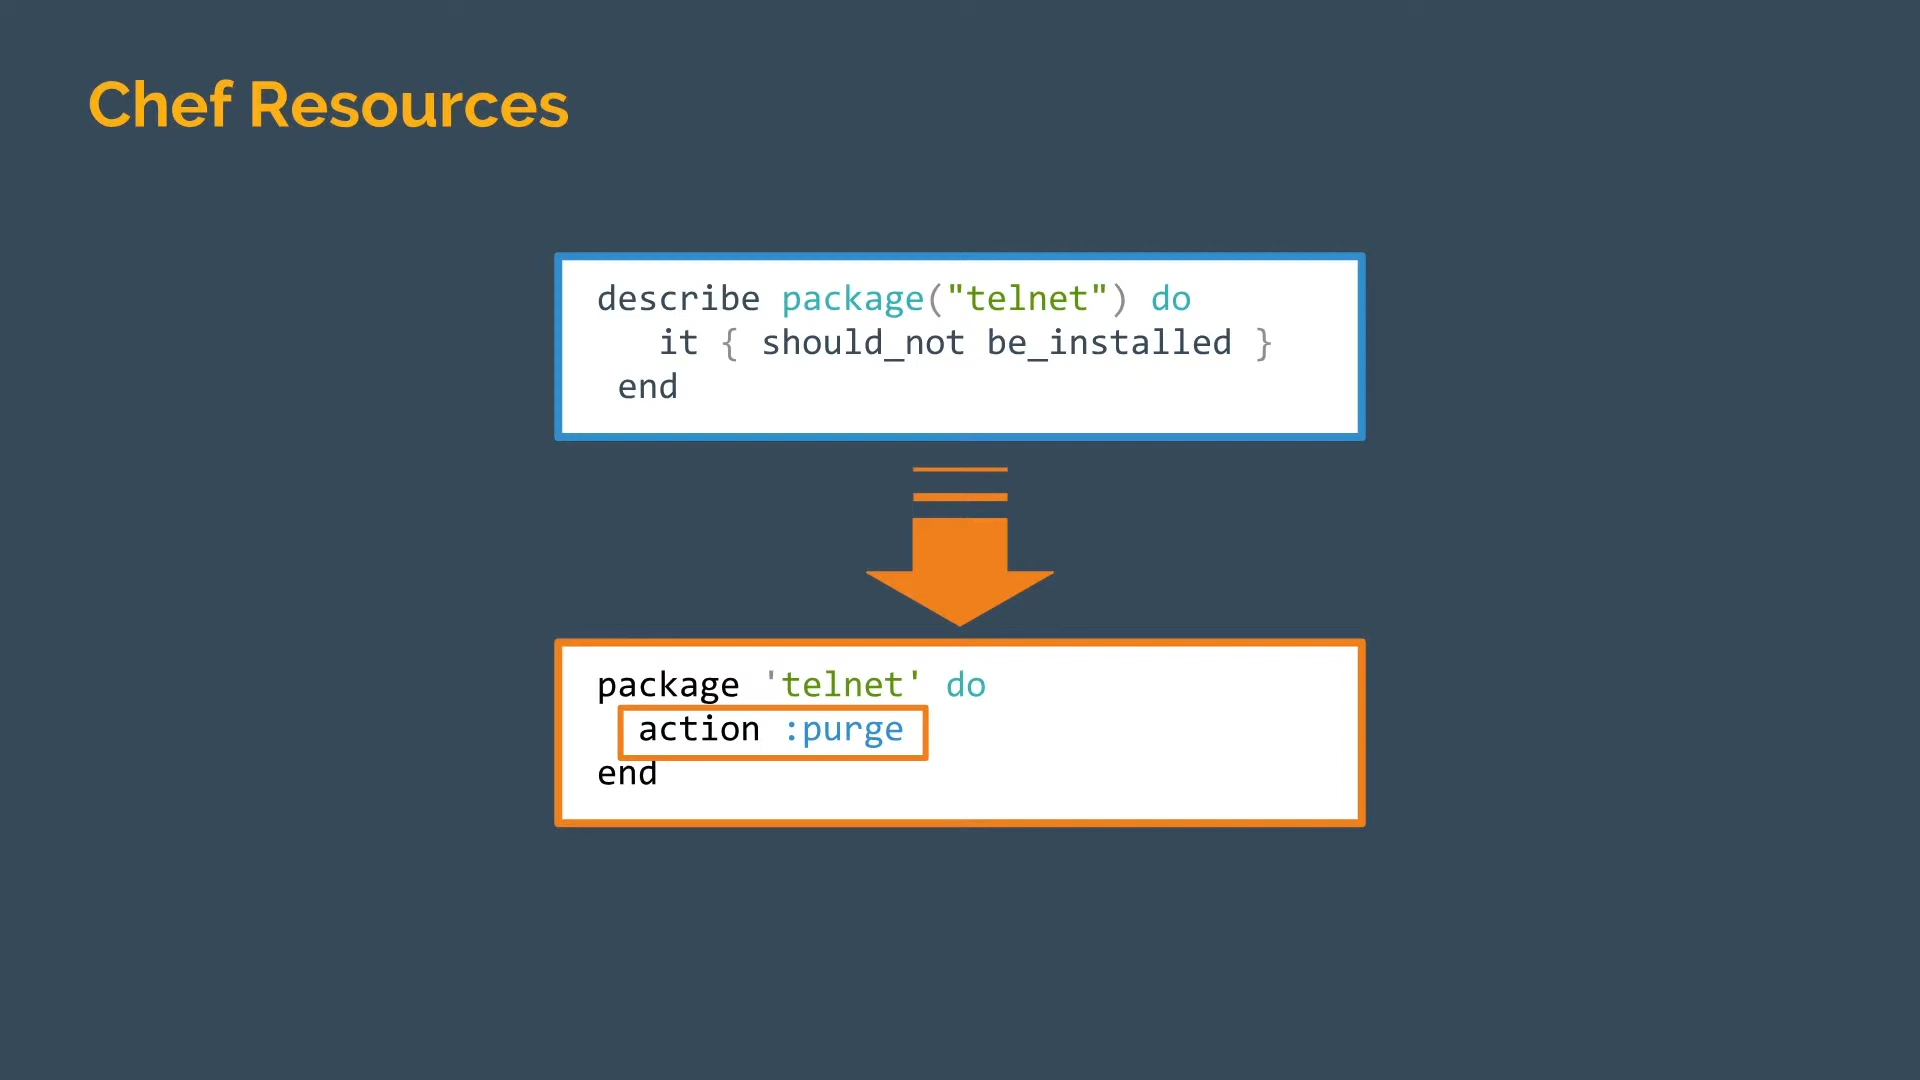 Chef Resources
describe package("telnet") do
it { should_not be_installed }
end
package 'telnet' do
action :purge
end